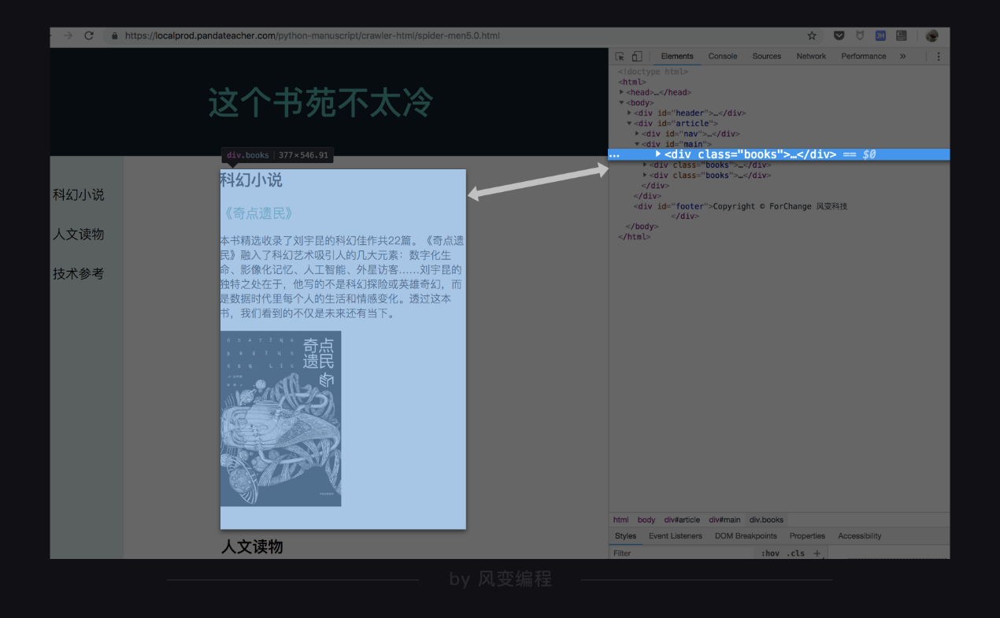 https://localprod.pandateacher.com/python-manuscript/crawler-html/spider-men5.0.html
这个书苑不太冷
div.books | 377×546.91
科幻小说
人文读物
技术参考
科幻小说
《奇点遗民》
本书精选收录了刘宇昆的科幻佳作共22篇。《奇点遗
民》融入了科幻艺术吸引人的几大元素：数字化生
命、影像化记忆、人工智能、外星访客……刘宇昆的
独特之处在于，他写的不是科幻探险或英雄奇幻，而
是数据时代里每个人的生活和情感变化。透过这本
书，我们看到的不仅是未来还有当下。
奇点
遗民
人文读物
Elements Console Sources Network Performance »
<!doctype html>
<html>
<head>…</head>
<body>
<div id="header">…</div>
<div id="article">
<div id="nav">…</div>
<div id="main">
... <div class="books">…</div> == $0
<div class="books">…</div>
<div class="books">…</div>
</div>
</div>
<div id="footer">Copyright © ForChange 风变科技
</div>
</body>
</html>
html body div#article div#main div.books
Styles Event Listeners DOM Breakpoints Properties Accessibility
Filter :hov .cls +
by 风变编程